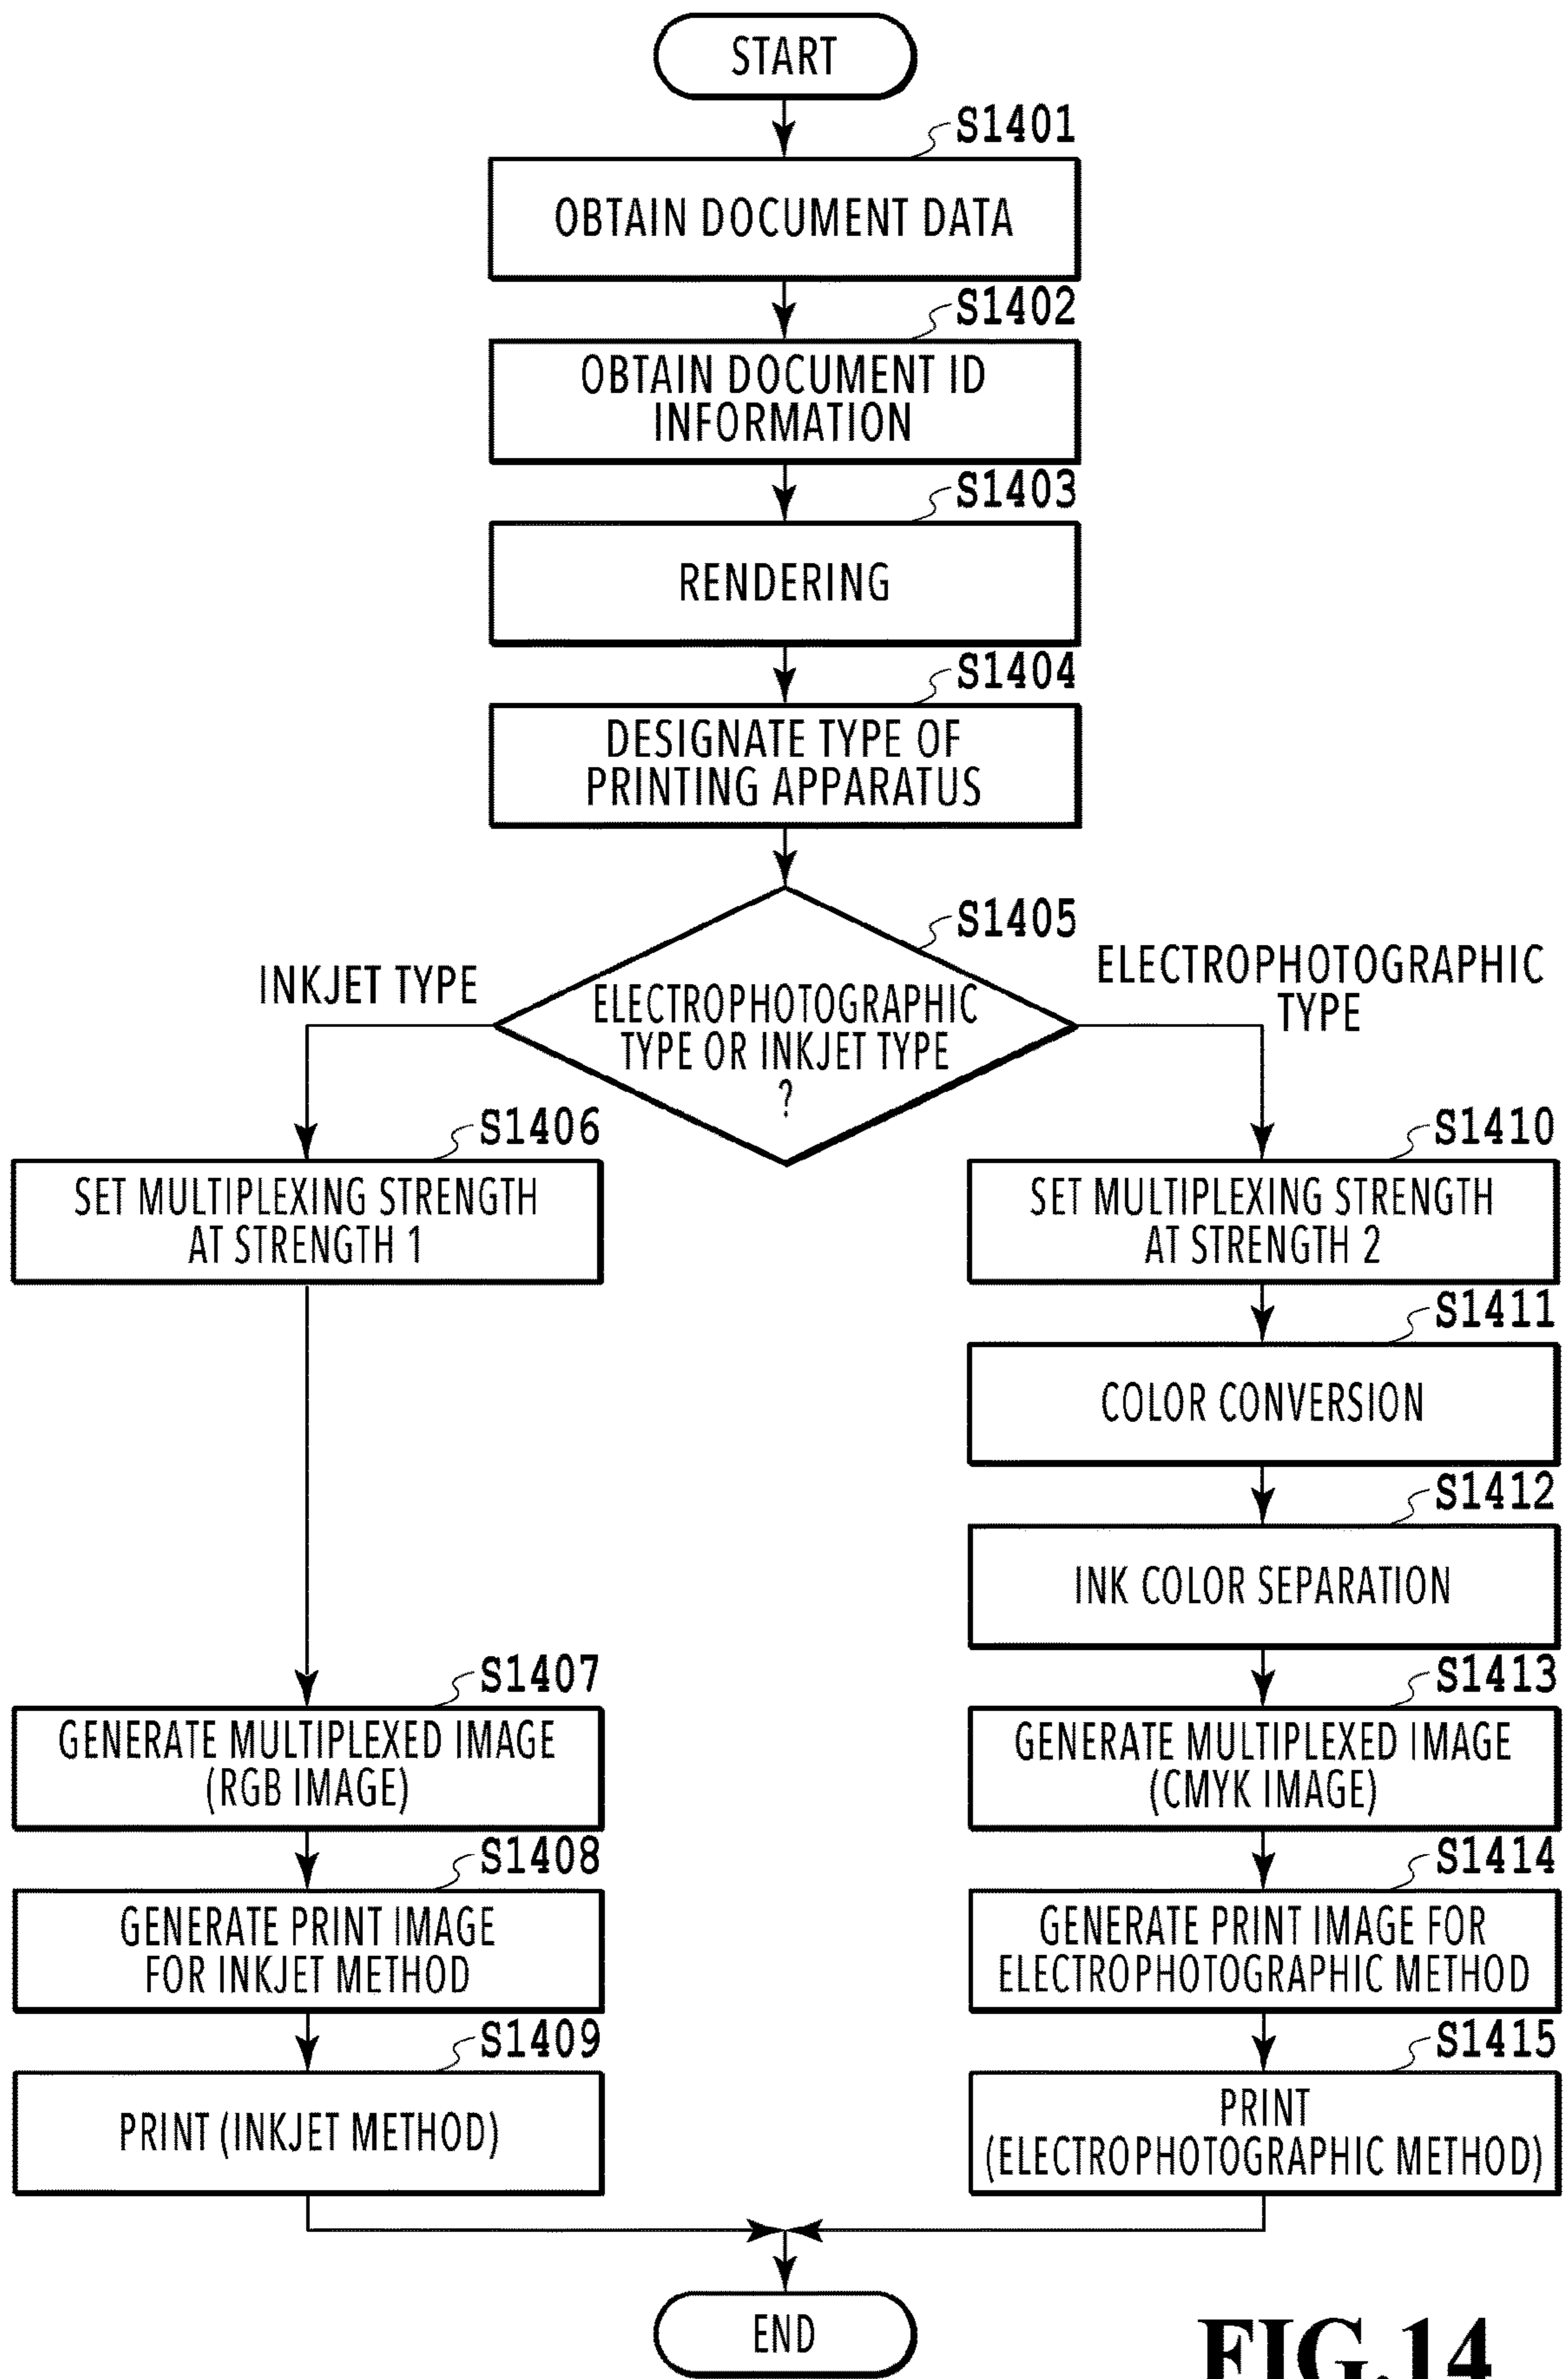 START
S1401
OBTAIN DOCUMENT DATA
S1402
OBTAIN DOCUMENT ID
INFORMATION
S1403
RENDERING
S1404
DESIGNATE TYPE OF
PRINTING APPARATUS
S1405
ELECTROPHOTOGRAPHIC
TYPE OR INKJET TYPE
?
INKJET TYPE
S1406
SET MULTIPLEXING STRENGTH
AT STRENGTH 1
S1407
GENERATE MULTIPLEXED IMAGE
(RGB IMAGE)
S1408
GENERATE PRINT IMAGE
FOR INKJET METHOD
S1409
PRINT (INKJET METHOD)
ELECTROPHOTOGRAPHIC
TYPE
S1410
SET MULTIPLEXING STRENGTH
AT STRENGTH 2
S1411
COLOR CONVERSION
S1412
INK COLOR SEPARATION
S1413
GENERATE MULTIPLEXED IMAGE
(CMYK IMAGE)
S1414
GENERATE PRINT IMAGE FOR
ELECTROPHOTOGRAPHIC METHOD
S1415
PRINT
(ELECTROPHOTOGRAPHIC METHOD)
END
FIG.14